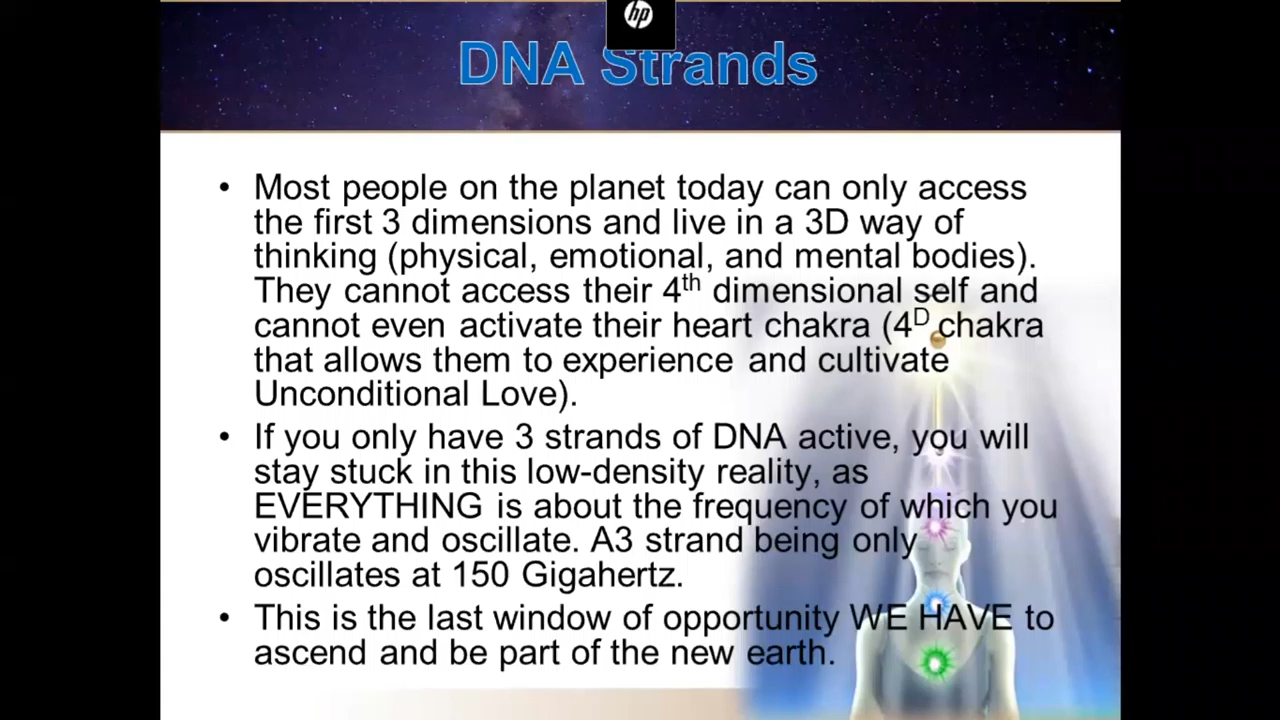 hp
DNA Strands
• Most people on the planet today can only access
the first 3 dimensions and live in a 3D way of
thinking (physical, emotional, and mental bodies).
They cannot access their 4th dimensional self and
cannot even activate their heart chakra (4D chakra
that allows them to experience and cultivate
Unconditional Love).
• If you only have 3 strands of DNA active, you will
stay stuck in this low-density reality, as
EVERYTHING is about the frequency of which you
vibrate and oscillate. A3 strand being only
oscillates at 150 Gigahertz.
• This is the last window of opportunity WE HAVE to
ascend and be part of the new earth.